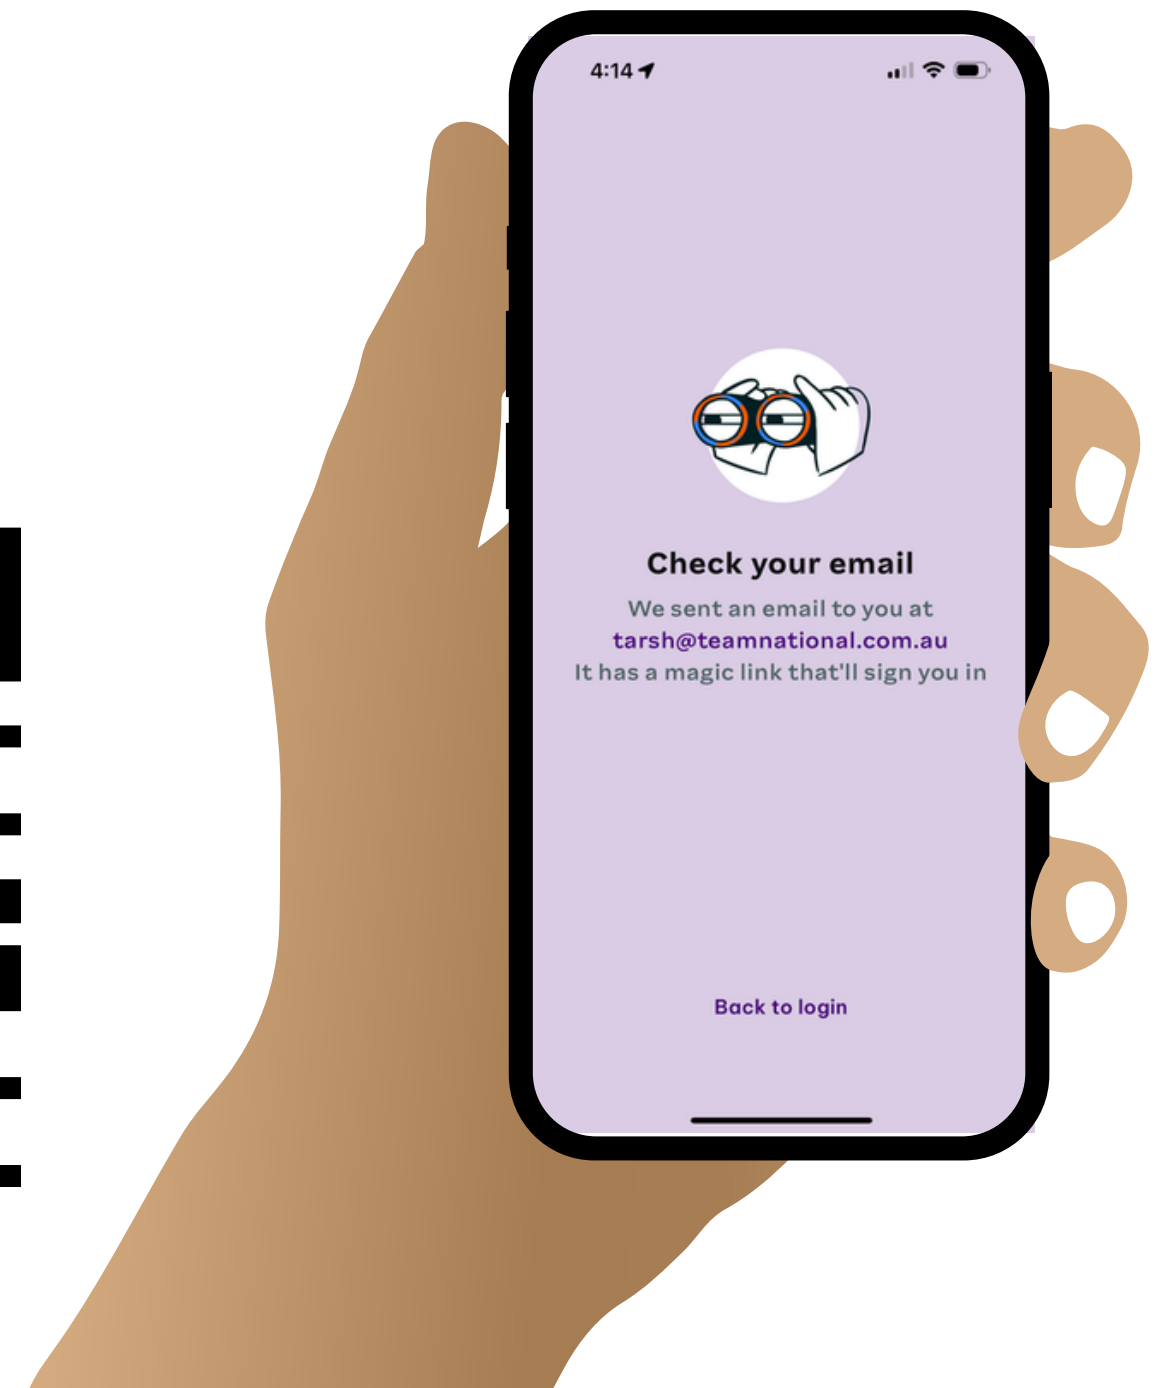 4:14
Check your email
We sent an email to you at
tarsh@teamnational.com.au
It has a magic link that'll sign you in
Back to login